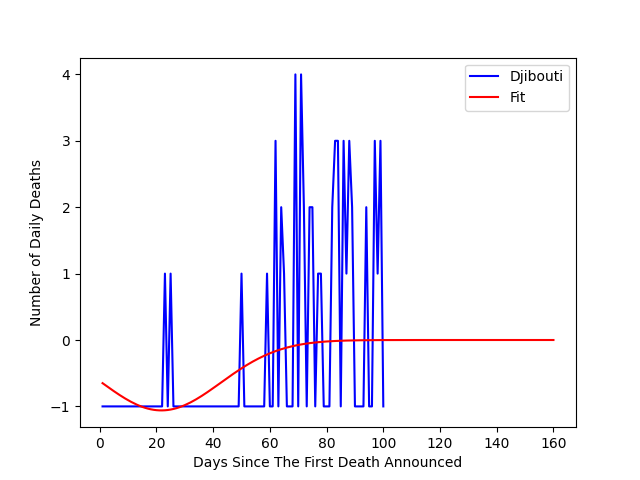 Djibouti
Fit
Number of Daily Deaths
4
3
2
1
0
−1
0 20 40 60 80 100 120 140 160
Days Since The First Death Announced